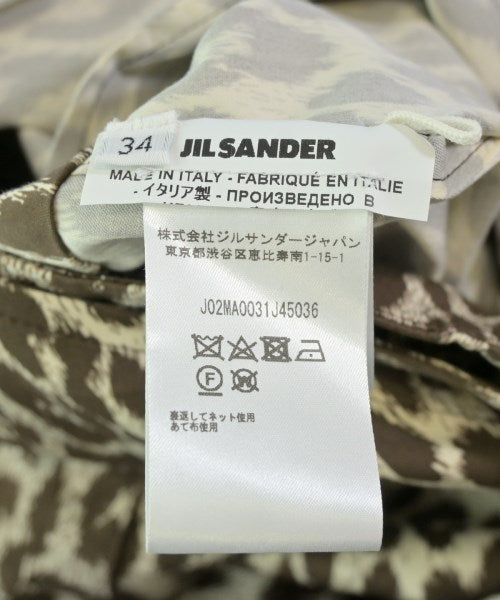 34
JIL SANDER
MADE IN ITALY - FABRIQUÉ EN ITALIE
- イタリア製 - ПРОИЗВЕДЕНО В
株式会社ジルサンダージャパン
東京都渋谷区恵比寿南1-15-1
J02MA0031J45036
F W
裏返してネット使用
あて布使用